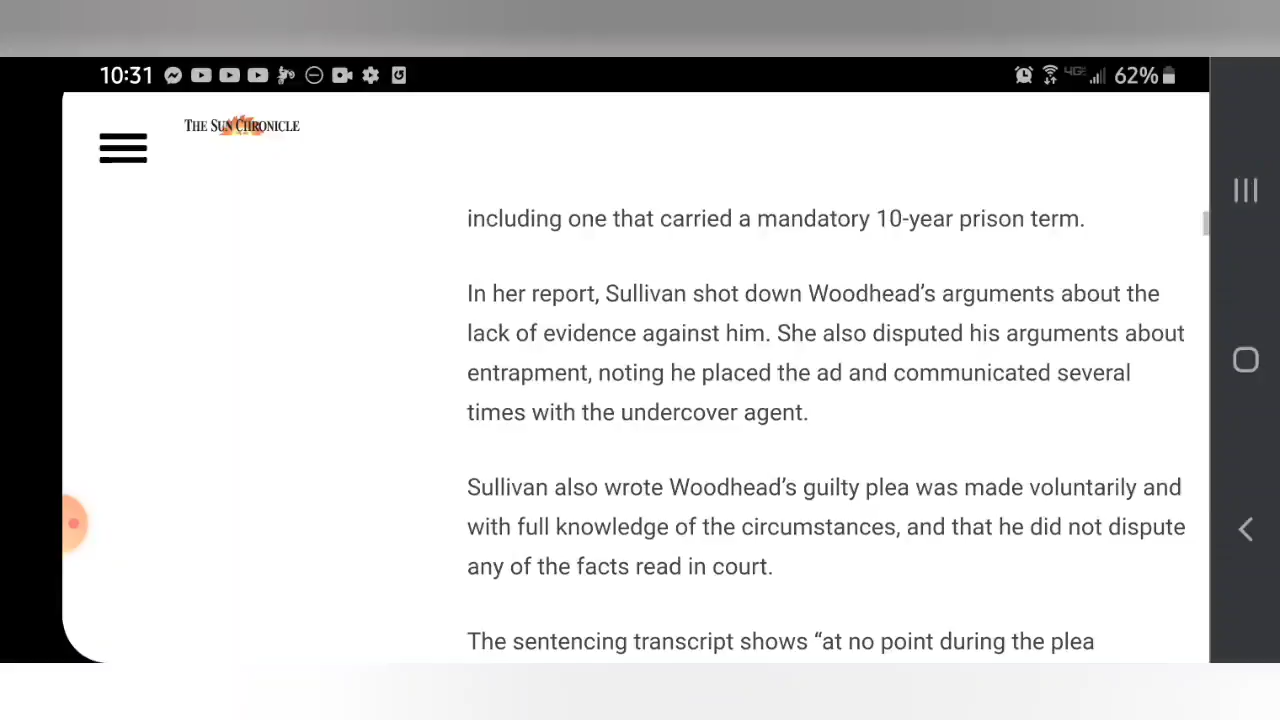 10:31
4GE 62%
THE SUN CHRONICLE
including one that carried a mandatory 10-year prison term.
In her report, Sullivan shot down Woodhead’s arguments about the
lack of evidence against him. She also disputed his arguments about
entrapment, noting he placed the ad and communicated several
times with the undercover agent.
Sullivan also wrote Woodhead’s guilty plea was made voluntarily and
with full knowledge of the circumstances, and that he did not dispute
any of the facts read in court.
The sentencing transcript shows “at no point during the plea